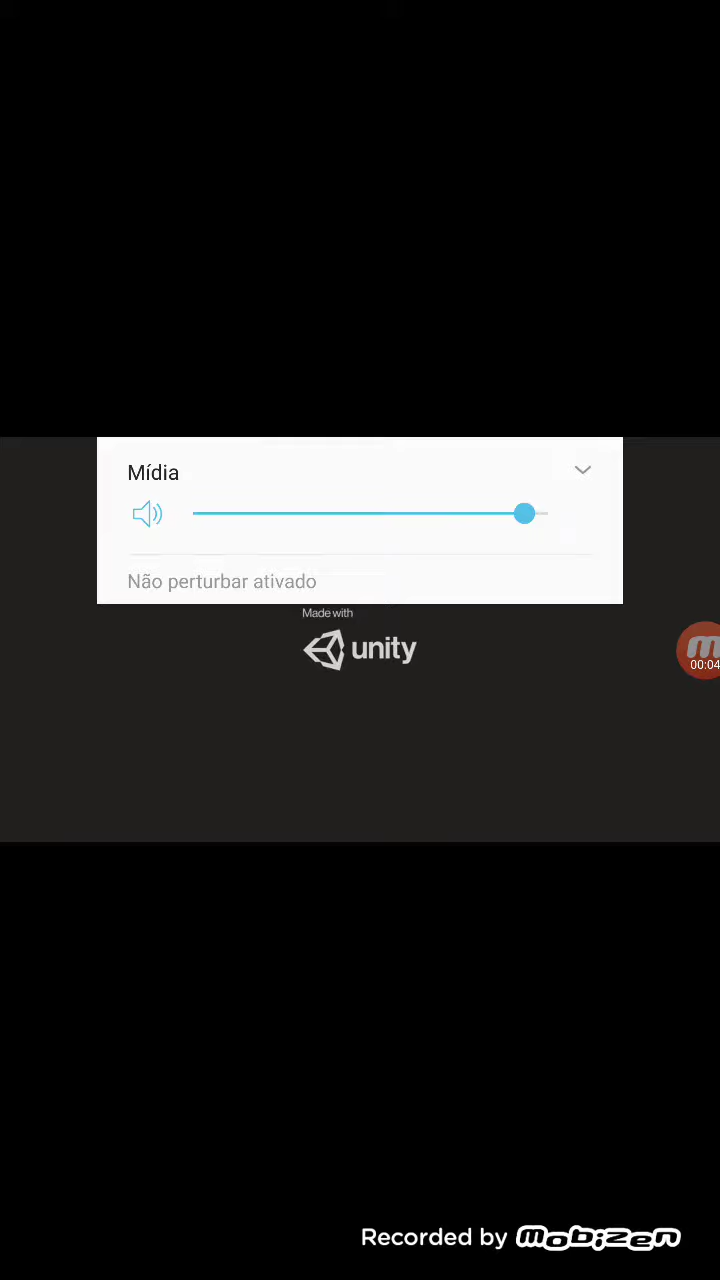 Mídia
Não perturbar ativado
Made with
unity
00:04
Recorded by mobizen